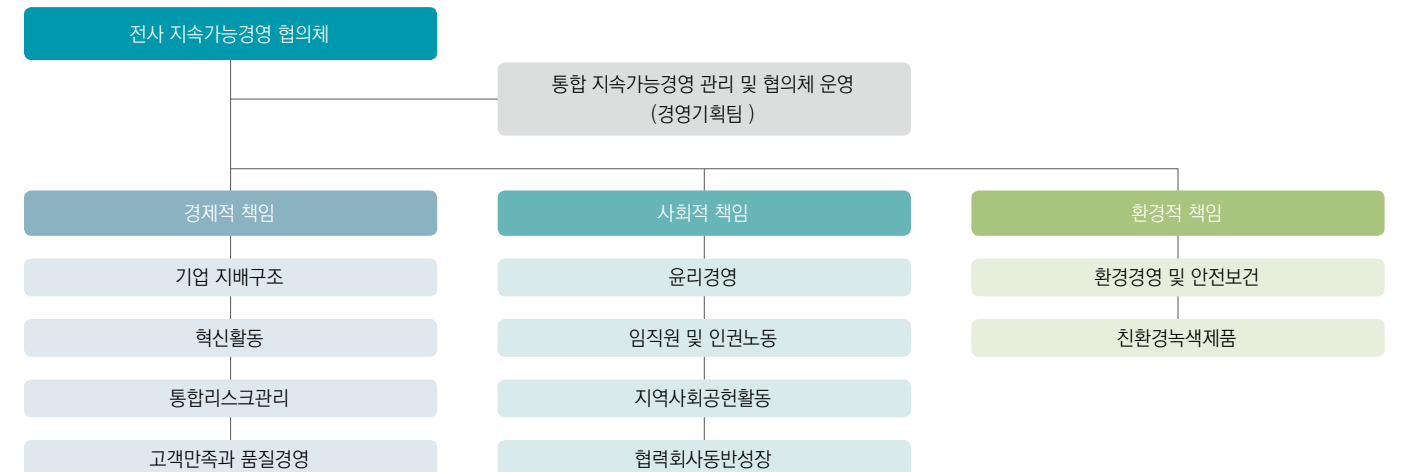 전사 지속가능경영 협의체
통합 지속가능경영 관리 및 협의체 운영
(경영기획팀 )
경제적 책임
사회적 책임
환경적 책임
기업 지배구조
윤리경영
환경경영 및 안전보건
혁신활동
임직원 및 인권노동
친환경녹색제품
통합리스크관리
지역사회공헌활동
고객만족과 품질경영
협력회사동반성장